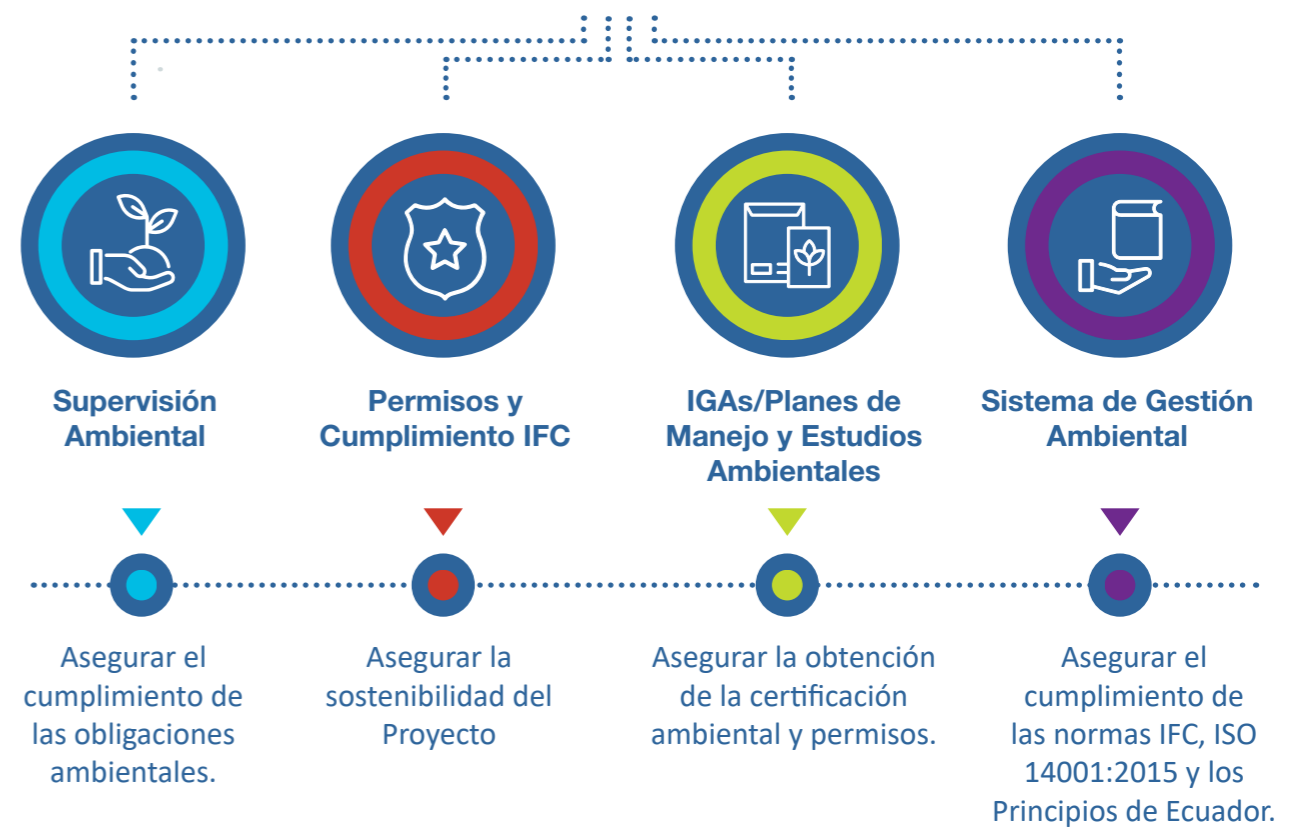 Supervisión
Ambiental
Permisos y
Cumplimiento IFC
IGAs/Planes de
Manejo y Estudios
Ambientales
Sistema de Gestión
Ambiental
Asegurar el
cumplimiento de
las obligaciones
ambientales.
Asegurar la
sostenibilidad del
Proyecto
Asegurar la obtención
de la certificación
ambiental y permisos.
Asegurar el
cumplimiento de
las normas IFC, ISO
14001:2015 y los
Principios de Ecuador.